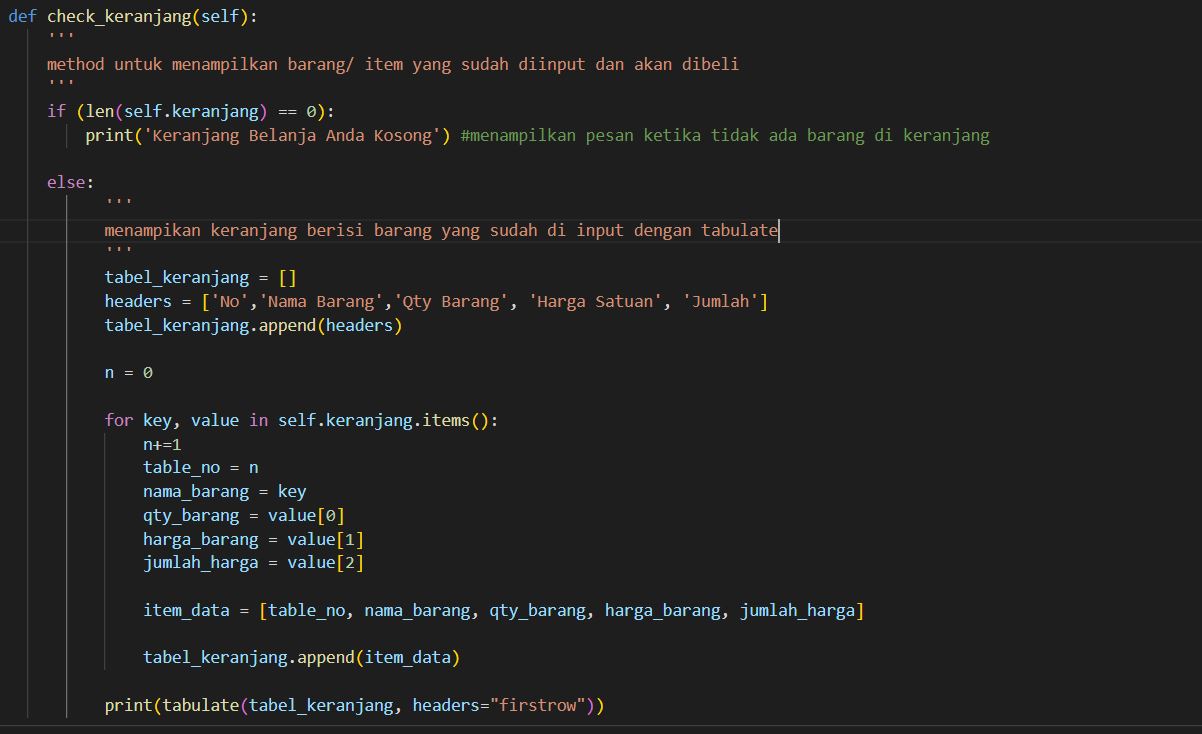 def check_keranjang(self):
'''
method untuk menampilkan barang/ item yang sudah diinput dan akan dibeli
'''
if (len(self.keranjang) == 0):
print('Keranjang Belanja Anda Kosong') #menampilkan pesan ketika tidak ada barang di keranjang
else:
'''
menampikan keranjang berisi barang yang sudah di input dengan tabulate
'''
tabel_keranjang = []
headers = ['No','Nama Barang','Qty Barang', 'Harga Satuan', 'Jumlah']
tabel_keranjang.append(headers)
n = 0
for key, value in self.keranjang.items():
n+=1
table_no = n
nama_barang = key
qty_barang = value[0]
harga_barang = value[1]
jumlah_harga = value[2]
item_data = [table_no, nama_barang, qty_barang, harga_barang, jumlah_harga]
tabel_keranjang.append(item_data)
print(tabulate(tabel_keranjang, headers="firstrow"))